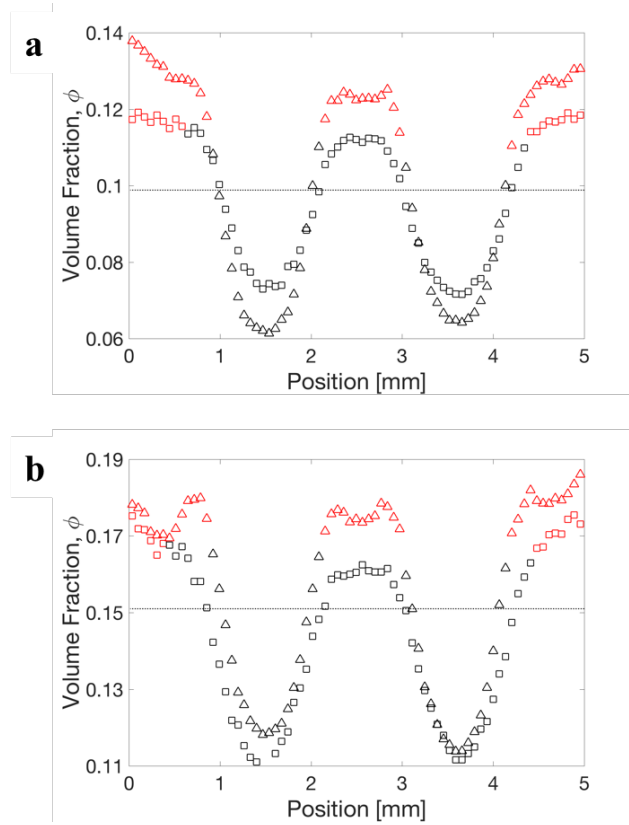 a
0.14
0.12
0.1
0.08
0.06
Volume Fraction, ϕ
0 1 2 3 4 5
Position [mm]
b
0.19
0.17
0.15
0.13
0.11
Volume Fraction, ϕ
0 1 2 3 4 5
Position [mm]